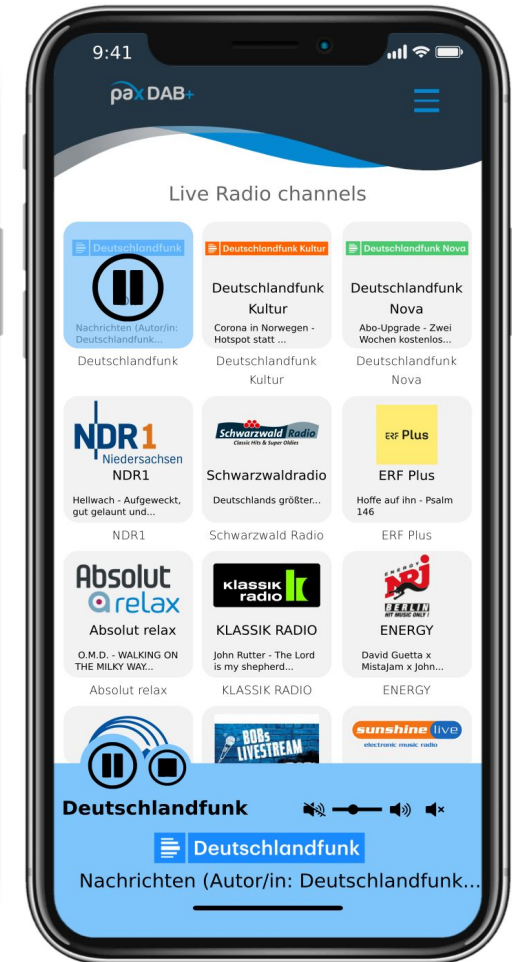 9:41
pax DAB+
Live Radio channels
Deutschlandfunk
Deutschlandfunk Kultur
Deutschlandfunk Nova
Nachrichten (Autor/in:
Deutschlandfunk...
Deutschlandfunk
Kultur
Corona in Norwegen -
Hotspot statt ...
Deutschlandfunk
Nova
Abo-Upgrade - Zwei
Wochen kostenlos...
Deutschlandfunk
Deutschlandfunk
Kultur
Deutschlandfunk
Nova
NDR1
Niedersachsen
NDR1
Hellwach - Aufgeweckt,
gut gelaunt und...
Schwarzwald Radio
Classic Hits & Super Oldies
Schwarzwaldradio
Deutschlands größter...
ERF Plus
ERF Plus
Hoffe auf ihn - Psalm
146
NDR1
Schwarzwald Radio
ERF Plus
Absolut
relax
Absolut relax
O.M.D. - WALKING ON
THE MILKY WAY...
KLASSIK
radio
KLASSIK RADIO
John Rutter - The Lord
is my shepherd...
ENERGY
NRJ
BERLIN
HIT MUSIC ONLY !
ENERGY
David Guetta x
MistaJam x John...
Absolut relax
KLASSIK RADIO
ENERGY
BOBs
LIVESTREAM
sunshine live
electronic music radio
Deutschlandfunk
Deutschlandfunk
Nachrichten (Autor/in: Deutschlandfunk...